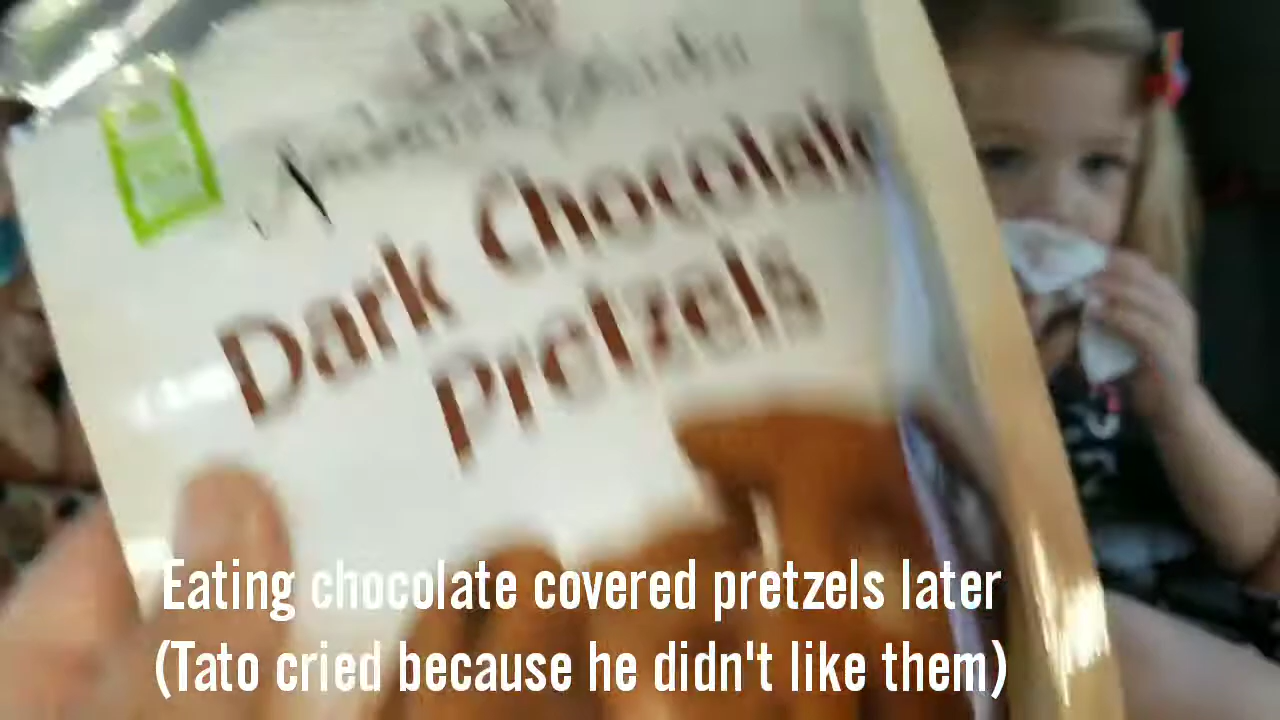 Dark Chocolate
Pretzels
Eating chocolate covered pretzels later
(Tato cried because he didn't like them)